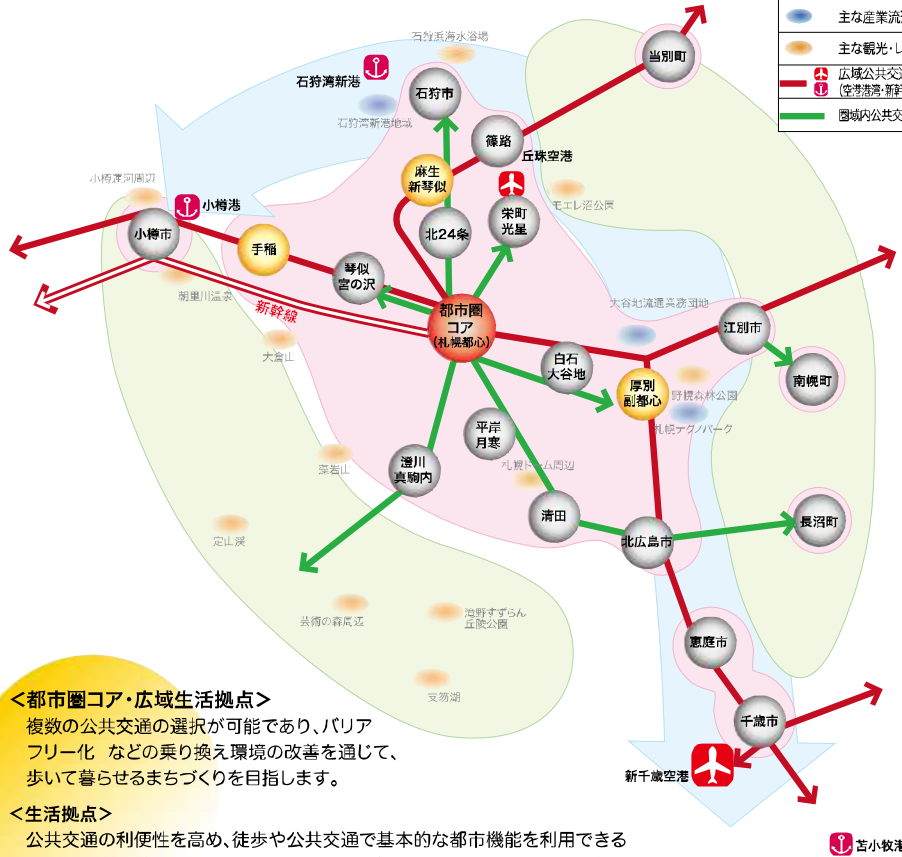 主な産業流
主な観光・レ
広域公共交
(空港港湾・新幹
圏域内公共交
石狩浜海水浴場
当別町
石狩湾新港
石狩市
石狩湾新港地域
篠路
丘珠空港
麻生
新琴似
小樽運河周辺
小樽港
モエレ沼公園
栄町
光星
小樽市
手稲
北24条
琴似
宮の沢
朝里川温泉
新幹線
都市圏
コア
(札幌都心)
大谷地流通業務団地
江別市
大倉山
白石
大谷地
南幌町
厚別
副都心
野幌森林公園
札幌テクノパーク
平岸
月寒
藻岩山
澄川
真駒内
札幌ドーム周辺
清田
長沼町
定山渓
北広島市
芸術の森周辺
滝野すずらん
丘陵公園
恵庭市
支笏湖
千歳市
新千歳空港
<都市圏コア・広域生活拠点>
複数の公共交通の選択が可能であり、バリア
フリー化 などの乗り換え環境の改善を通じて、
歩いて暮らせるまちづくりを目指します。
<生活拠点>
公共交通の利便性を高め、徒歩や公共交通で基本的な都市機能を利用できる
苫小牧港